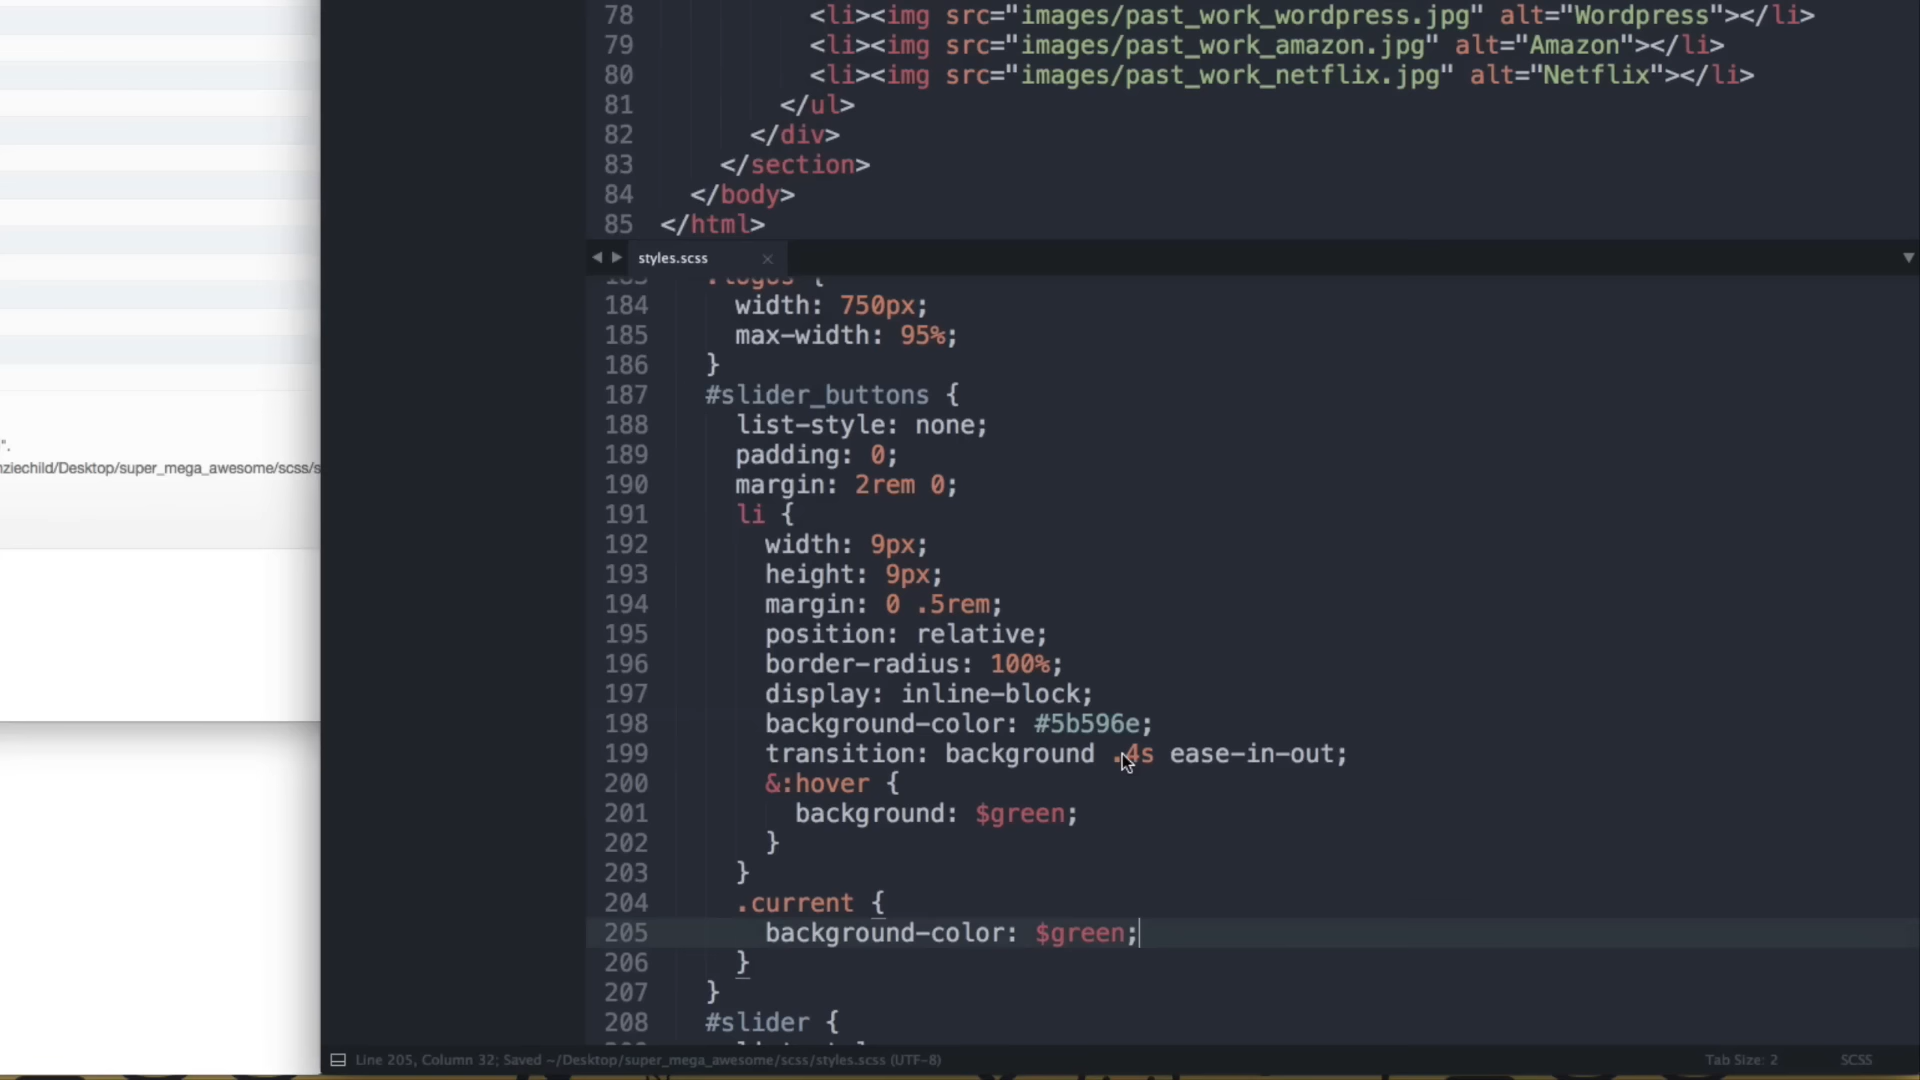 78 <li><img src="images/past_work_wordpress.jpg" alt="Wordpress"></li>
79 <li><img src="images/past_work_amazon.jpg" alt="Amazon"></li>
80 <li><img src="images/past_work_netflix.jpg" alt="Netflix"></li>
81 </ul>
82 </div>
83 </section>
84 </body>
85 </html>
styles.scss
184 width: 750px;
185 max-width: 95%;
186 }
187 #slider_buttons {
188 list-style: none;
189 padding: 0;
190 margin: 2rem 0;
191 li {
192 width: 9px;
193 height: 9px;
194 margin: 0 .5rem;
195 position: relative;
196 border-radius: 100%;
197 display: inline-block;
198 background-color: #5b596e;
199 transition: background .4s ease-in-out;
200 &:hover {
201 background: $green;
202 }
203 }
204 .current {
205 background-color: $green;
206 }
207 }
208 #slider {
".
nziechild/Desktop/super_mega_awesome/scss/s
Line 205, Column 32; Saved ~/Desktop/super_mega_awesome/scss/styles.scss (UTF-8)
Tab Size: 2
SCSS